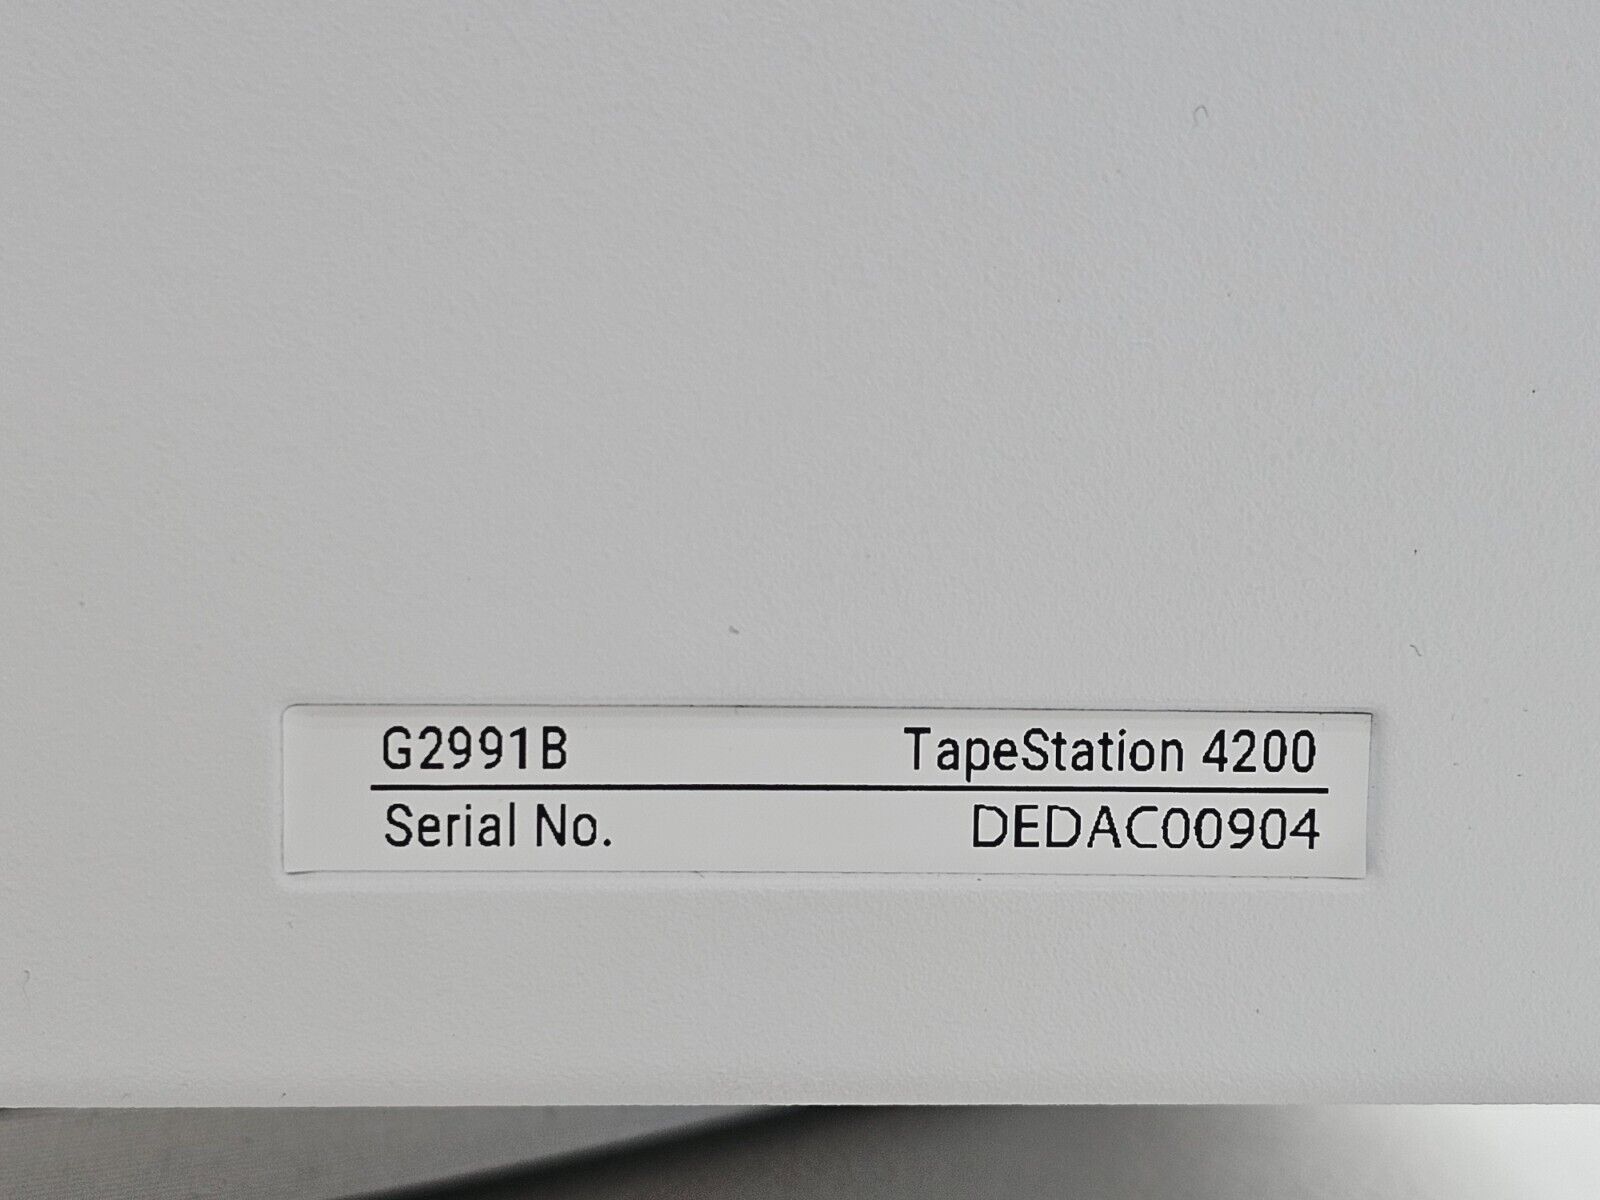 G2991B TapeStation 4200
Serial No. DEDAC00904